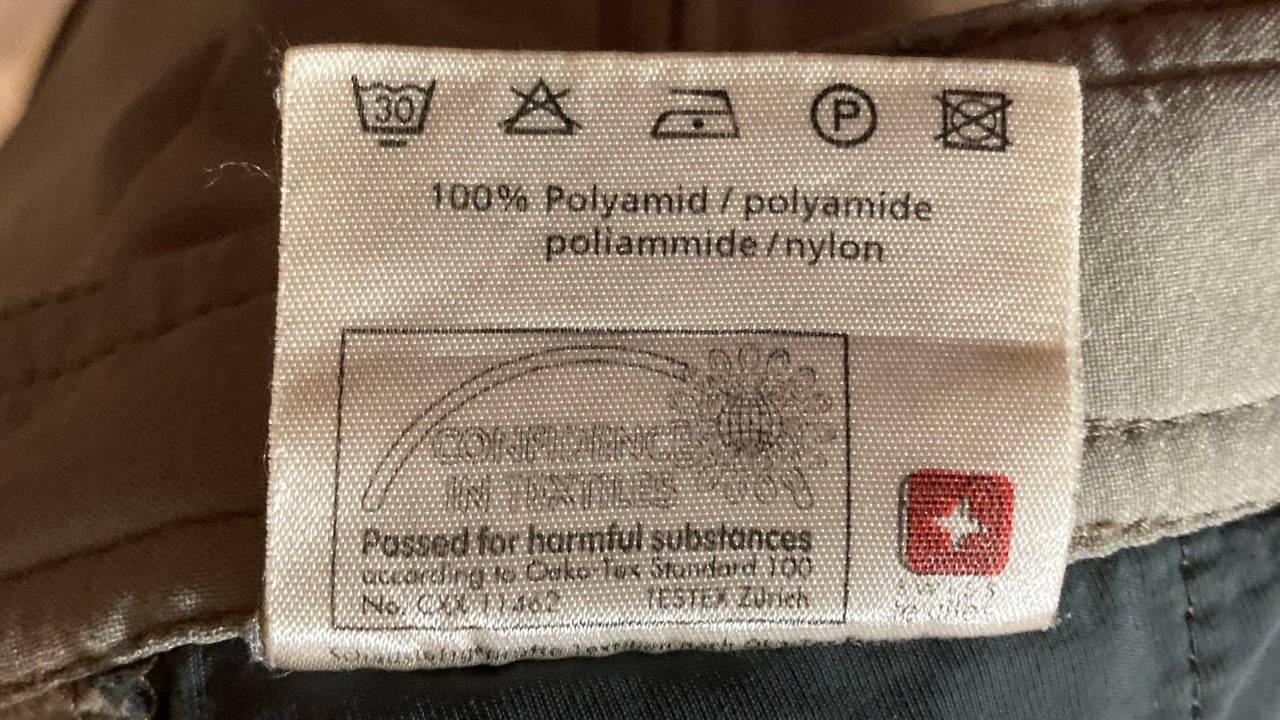 30
P
100% Polyamid / polyamide
poliammide / nylon
CONFIDENCE
IN TEXTILES
Passed for harmful substances
according to Oeko-Tex Standard 100
No. CXX 11462 TESTEX Zürich